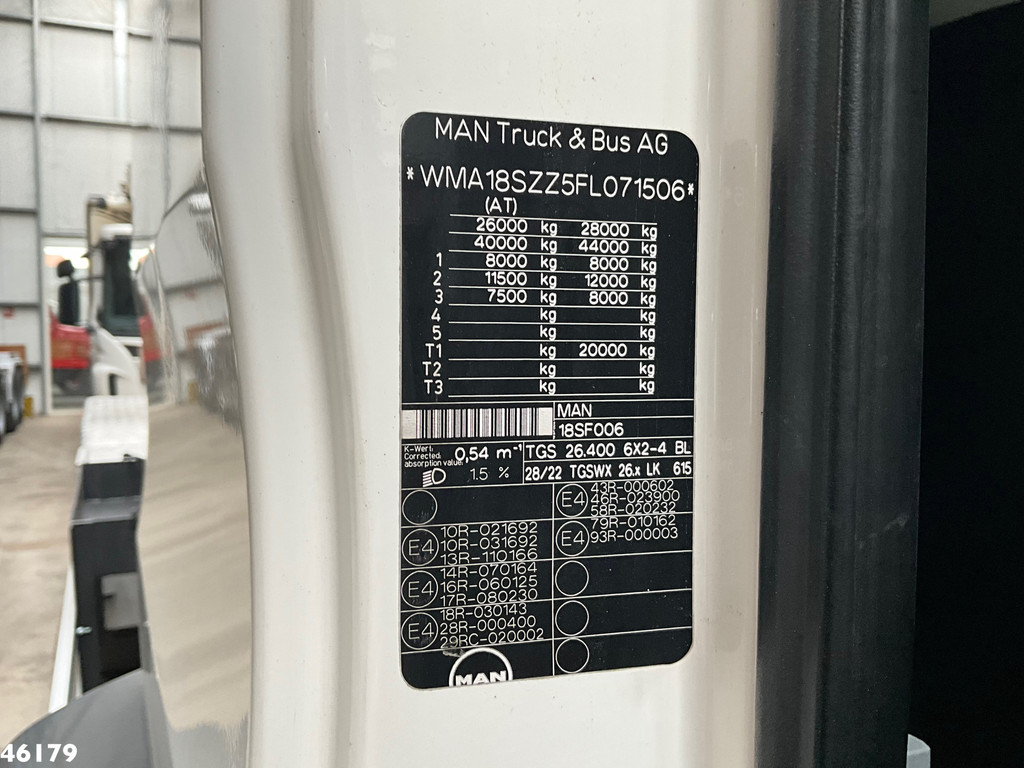 MAN Truck & Bus AG
*WMA18SZZ5FL071506*
(AT)
26000 kg 28000 kg
40000 kg 44000 kg
1 8000 kg 8000 kg
2 11500 kg 12000 kg
3 7500 kg 8000 kg
4 kg kg
5 kg kg
T1 kg 20000 kg
T2 kg kg
T3 kg kg
MAN
18SF006
K-Wert:
Corrected
absorption value:
0,54 m⁻¹
1.5 %
TGS 26.400 6X2-4 BL
28/22 TGSWX 26.x LK 615
E4 43R-000602
46R-023900
58R-020232
E4 10R-021692
10R-031692
13R-110166
E4 79R-010162
93R-000003
E4 14R-070164
16R-060125
17R-080230
E4 18R-030143
28R-000400
29RC-020002
MAN
46179